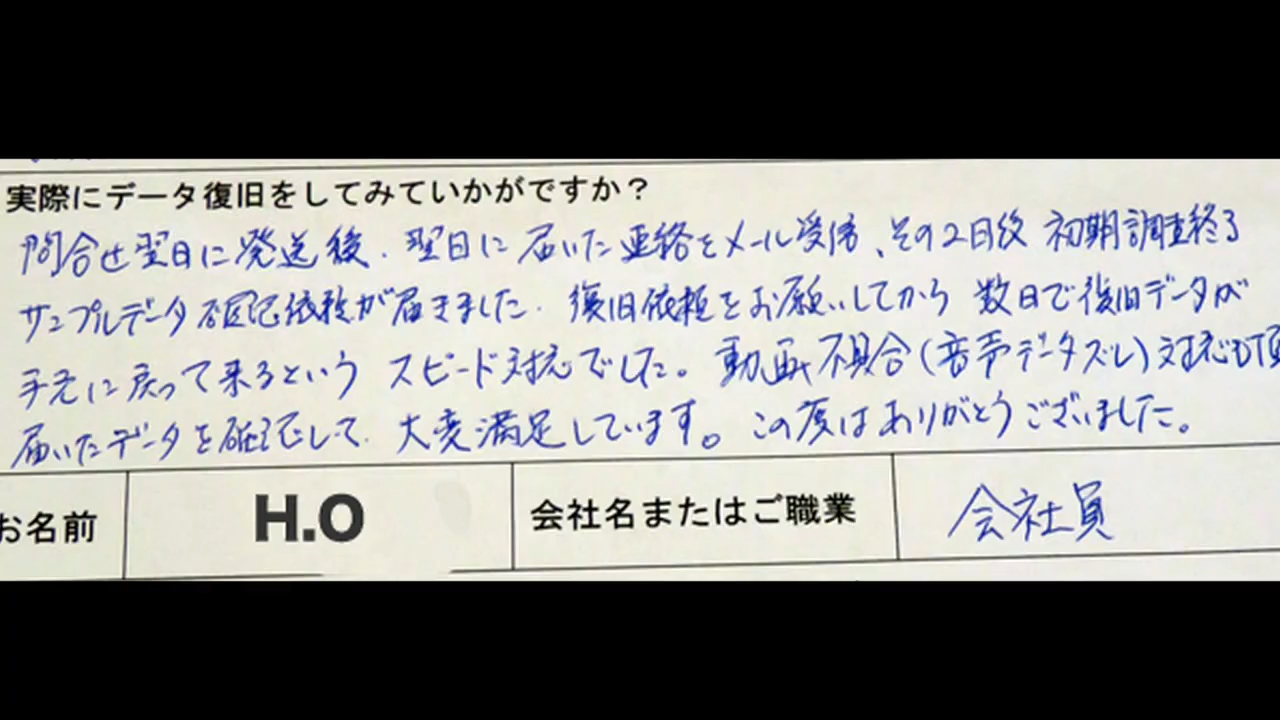 実際にデータ復旧をしてみていかがですか？
問合せ翌日に発送後、翌日に届いた連絡をメール受信、その2日後 初期調査終了
サンプルデータ確認依頼が届きました。復旧依頼をお願いしてから 数日で復旧データが
手元に戻って来るという スピード対応でした。動画不具合(音声データズレ)対応も頂
届いたデータを確認して、大変満足しています。この度はありがとうございました。
お名前 H.O 会社名またはご職業 会社員